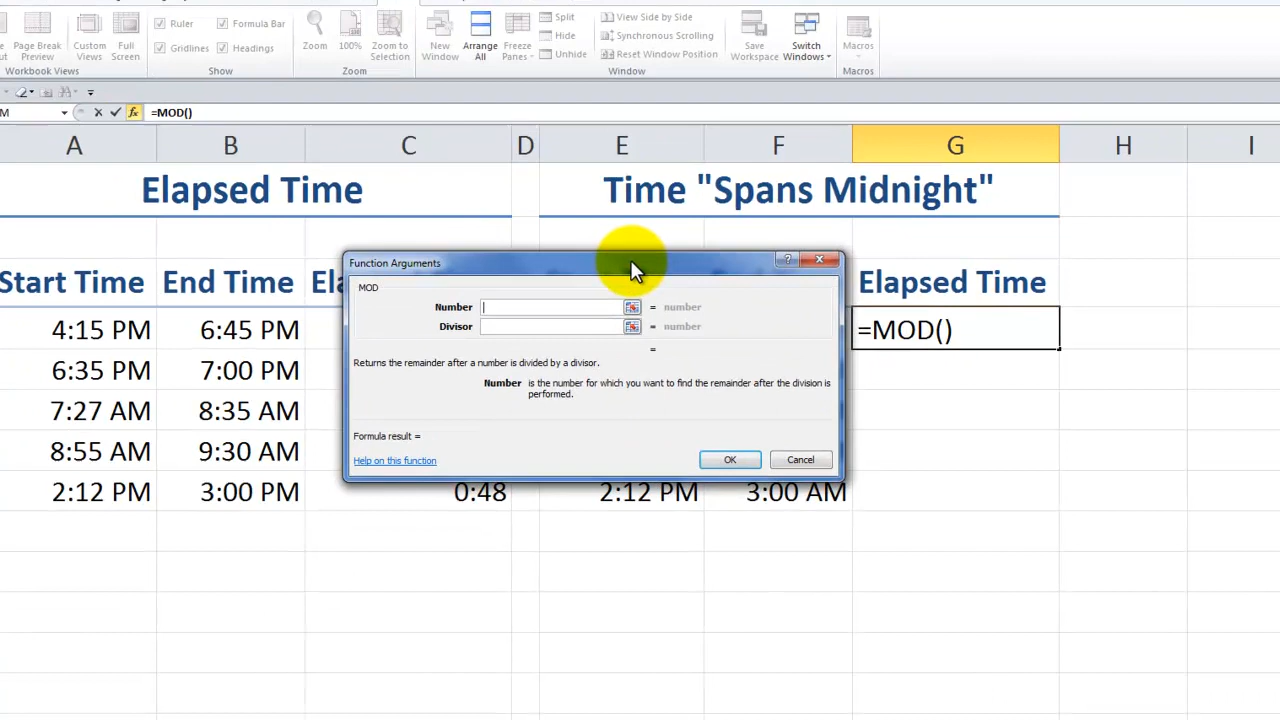 Page Break
Preview
Custom
Views
Full
Screen
Workbook Views
Ruler
Formula Bar
Gridlines
Headings
Show
Zoom
100%
Zoom to
Selection
Zoom
New
Window
Arrange
All
Freeze
Panes
Split
Hide
Unhide
View Side by Side
Synchronous Scrolling
Reset Window Position
Window
Save
Workspace
Switch
Windows
Macros
Macros
=MOD()
A B C D E F G H I
Elapsed Time
Time "Spans Midnight"
Start Time End Time Ela Elapsed Time
4:15 PM 6:45 PM =MOD()
6:35 PM 7:00 PM
7:27 AM 8:35 AM
8:55 AM 9:30 AM
2:12 PM 3:00 PM 0:48 2:12 PM 3:00 AM
Function Arguments
MOD
Number = number
Divisor = number
=
Returns the remainder after a number is divided by a divisor.
Number is the number for which you want to find the remainder after the division is
performed.
Formula result =
Help on this function
OK Cancel